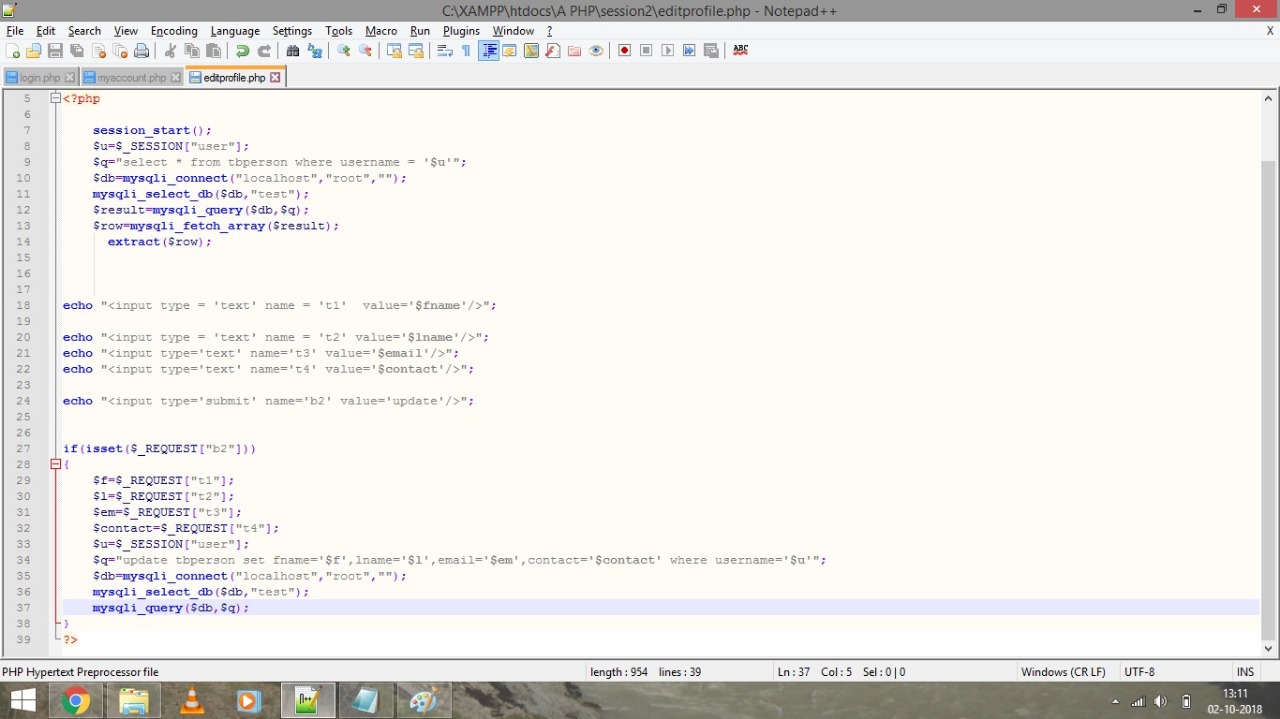 C:\XAMPP\htdocs\A PHP\session2\editprofile.php - Notepad++
File Edit Search View Encoding Language Settings Tools Macro Run Plugins Window ? X
login.php myaccount.php editprofile.php
5 <?php
6
7 session_start();
8 $u=$_SESSION["user"];
9 $q="select * from tbperson where username = '$u'";
10 $db=mysqli_connect("localhost","root","");
11 mysqli_select_db($db,"test");
12 $result=mysqli_query($db,$q);
13 $row=mysqli_fetch_array($result);
14 extract($row);
15
16
17
18 echo "<input type = 'text' name = 't1'  value='$fname'/>";
19
20 echo "<input type = 'text' name = 't2' value='$lname'/>";
21 echo "<input type='text' name='t3' value='$email'/>";
22 echo "<input type='text' name='t4' value='$contact'/>";
23
24 echo "<input type='submit' name='b2' value='update'/>";
25
26
27 if(isset($_REQUEST["b2"]))
28 {
29 $f=$_REQUEST["t1"];
30 $l=$_REQUEST["t2"];
31 $em=$_REQUEST["t3"];
32 $contact=$_REQUEST["t4"];
33 $u=$_SESSION["user"];
34 $q="update tbperson set fname='$f',lname='$l',email='$em',contact='$contact' where username='$u'";
35 $db=mysqli_connect("localhost","root","");
36 mysqli_select_db($db,"test");
37 mysqli_query($db,$q);
38 }
39 ?>
PHP Hypertext Preprocessor file length : 954 lines : 39 Ln : 37 Col : 5 Sel : 0 | 0 Windows (CR LF) UTF-8 INS
13:11
02-10-2018